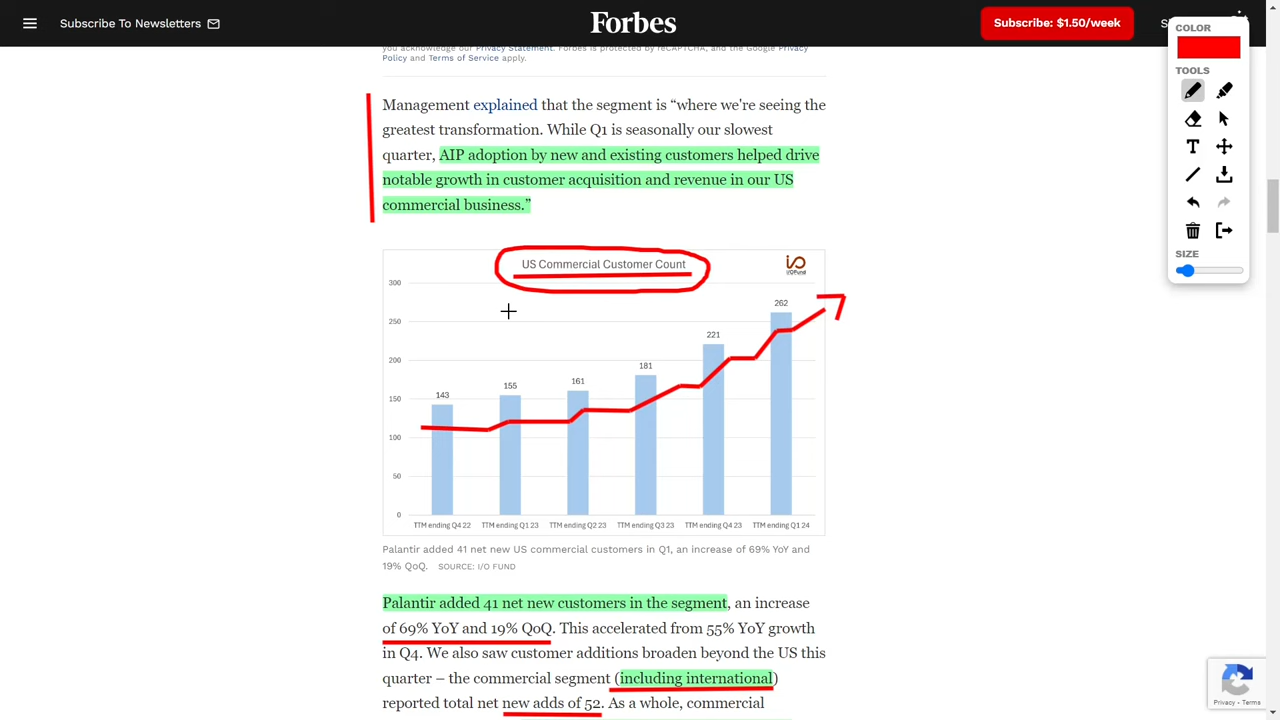 Subscribe To Newsletters
Forbes
Subscribe: $1.50/week
you acknowledge our Privacy Statement. Forbes is protected by reCAPTCHA, and the Google Privacy
Policy and Terms of Service apply.
Management explained that the segment is “where we're seeing the
greatest transformation. While Q1 is seasonally our slowest
quarter, AIP adoption by new and existing customers helped drive
notable growth in customer acquisition and revenue in our US
commercial business.”
US Commercial Customer Count
I/O Fund
300
250
200
150
100
50
0
143
155
161
181
221
262
TTM ending Q4 22
TTM ending Q1 23
TTM ending Q2 23
TTM ending Q3 23
TTM ending Q4 23
TTM ending Q1 24
Palantir added 41 net new US commercial customers in Q1, an increase of 69% YoY and
19% QoQ. SOURCE: I/O FUND
Palantir added 41 net new customers in the segment, an increase
of 69% YoY and 19% QoQ. This accelerated from 55% YoY growth
in Q4. We also saw customer additions broaden beyond the US this
quarter – the commercial segment (including international)
reported total net new adds of 52. As a whole, commercial
COLOR
TOOLS
T
SIZE
Privacy - Terms